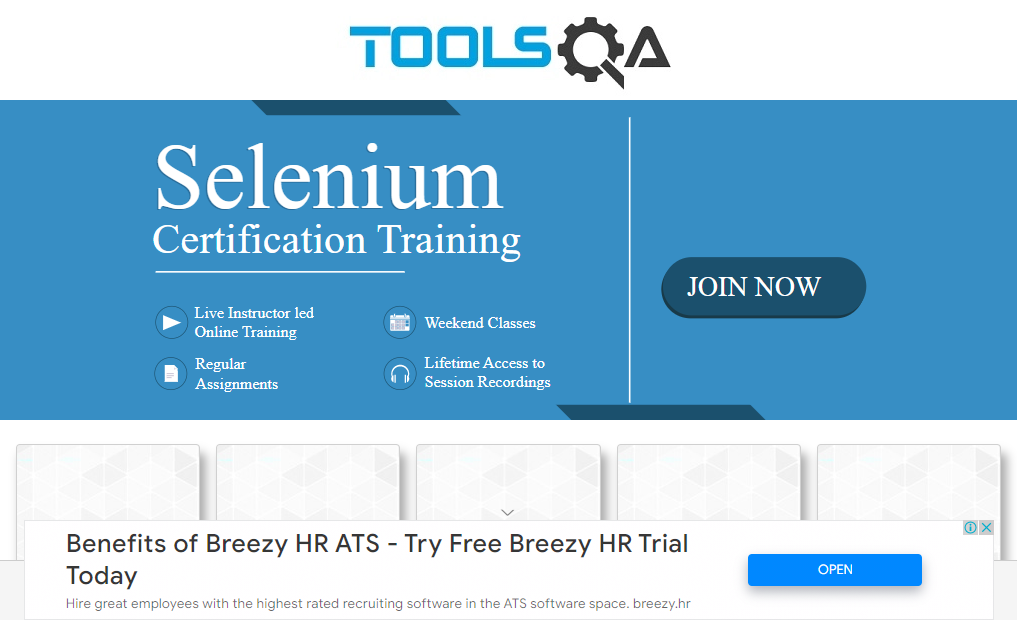 TOOLSQA
Selenium
Certification Training
JOIN NOW
Live Instructor led
Online Training
Weekend Classes
Regular
Assignments
Lifetime Access to
Session Recordings
Benefits of Breezy HR ATS - Try Free Breezy HR Trial
Today
OPEN
Hire great employees with the highest rated recruiting software in the ATS software space. breezy.hr